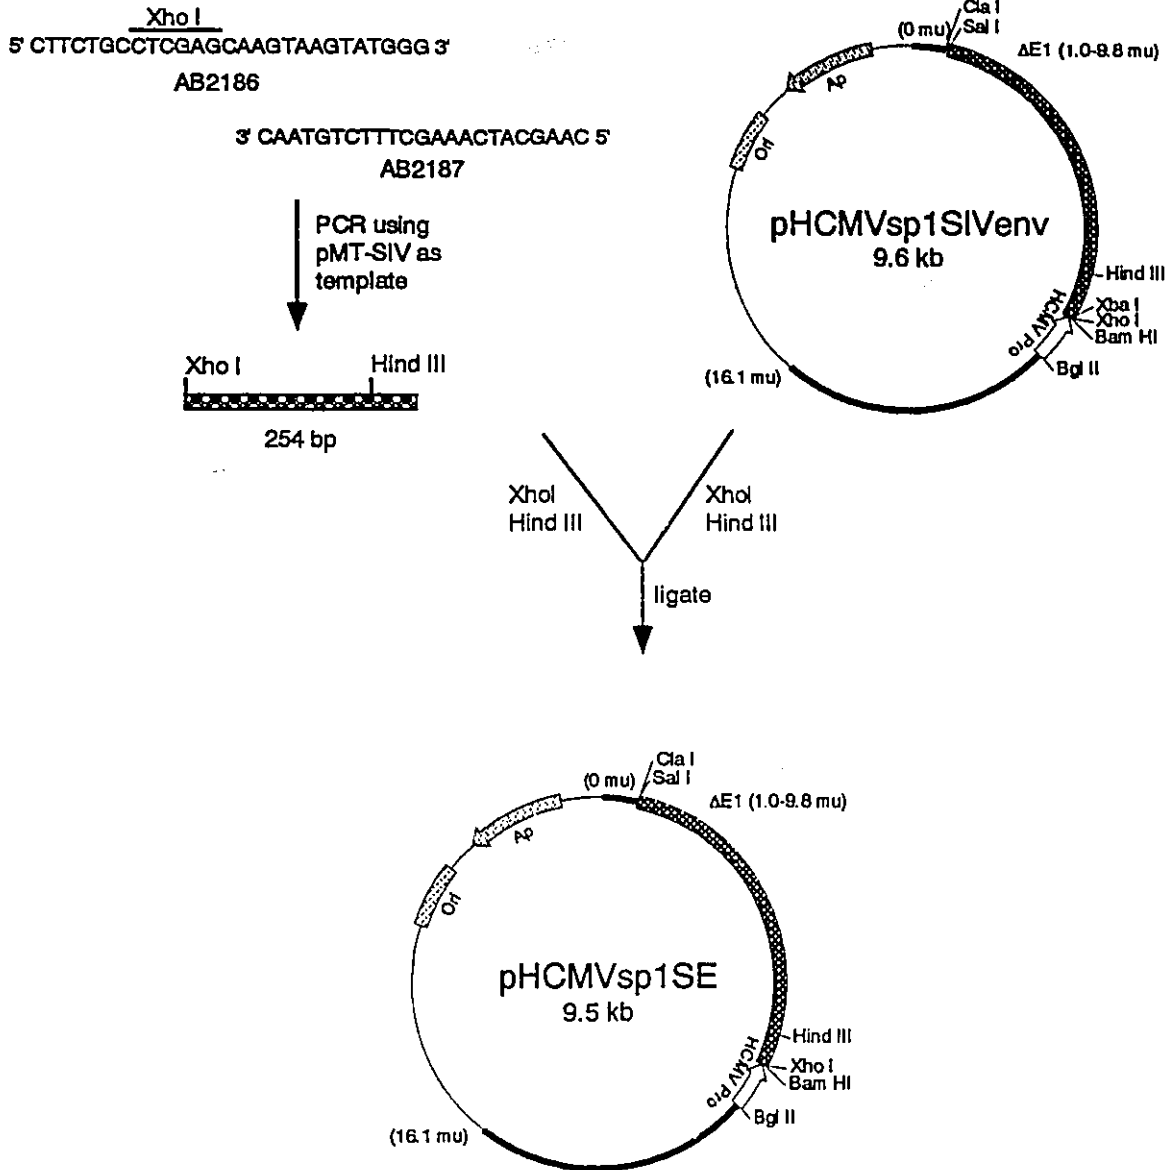 Xho I
5' CTTCTGCCTCGAGCAAGTAAGTATGGG 3'
AB2186
3' CAATGTCTTTCGAAACTACGAAC 5'
AB2187
PCR using
pMT-SIV as
template
Xho I
Hind III
254 bp
Cla I
(0 mu)
Sal I
ΔE1 (1.0-9.8 mu)
Ap
Ori
pHCMVsp1SIVenv
9.6 kb
Hind III
Xba I
Xho I
Bam HI
HCMV Pro
Bgl II
(16.1 mu)
XhoI
Hind III
XhoI
Hind III
ligate
Cla I
(0 mu)
Sal I
ΔE1 (1.0-9.8 mu)
Ap
Ori
pHCMVsp1SE
9.5 kb
Hind III
Xho I
Bam HI
HCMV Pro
Bgl II
(16.1 mu)